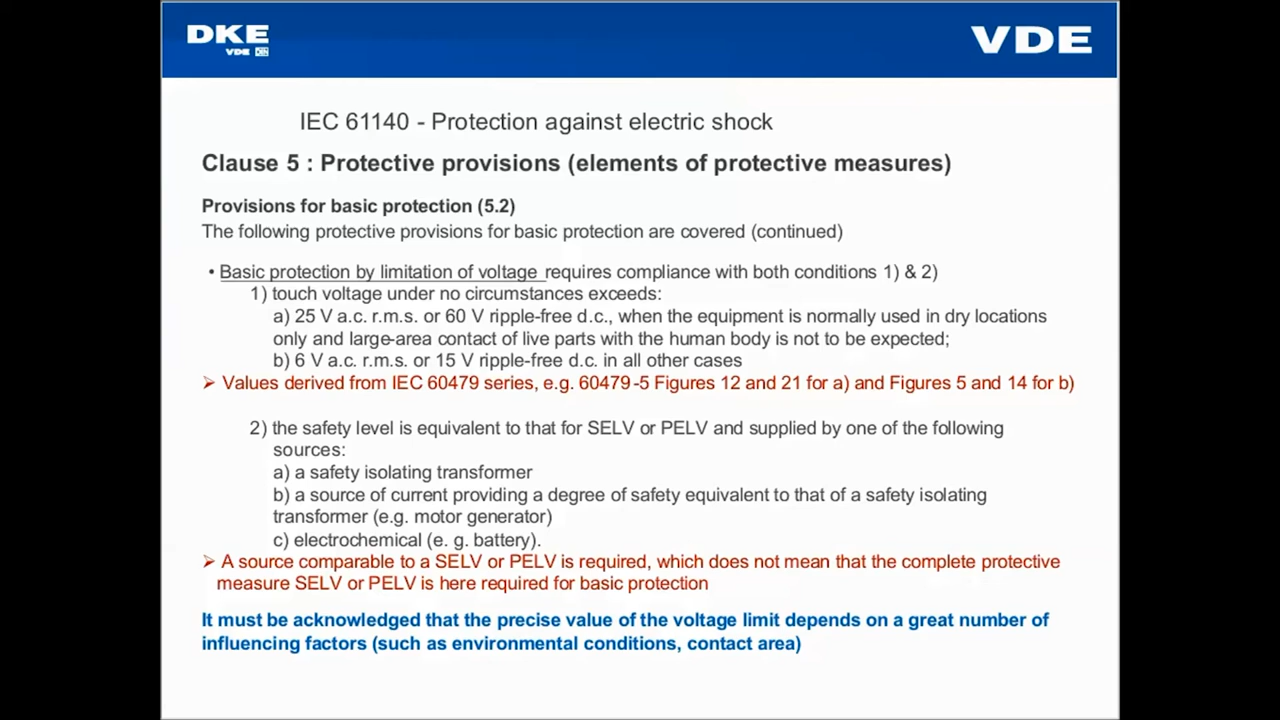 DKE
VDE DIN
VDE
IEC 61140 - Protection against electric shock
Clause 5 : Protective provisions (elements of protective measures)
Provisions for basic protection (5.2)
The following protective provisions for basic protection are covered (continued)
• Basic protection by limitation of voltage requires compliance with both conditions 1) & 2)
1) touch voltage under no circumstances exceeds:
a) 25 V a.c. r.m.s. or 60 V ripple-free d.c., when the equipment is normally used in dry locations
only and large-area contact of live parts with the human body is not to be expected;
b) 6 V a.c. r.m.s. or 15 V ripple-free d.c. in all other cases
➢ Values derived from IEC 60479 series, e.g. 60479-5 Figures 12 and 21 for a) and Figures 5 and 14 for b)
2) the safety level is equivalent to that for SELV or PELV and supplied by one of the following
sources:
a) a safety isolating transformer
b) a source of current providing a degree of safety equivalent to that of a safety isolating
transformer (e.g. motor generator)
c) electrochemical (e. g. battery).
➢ A source comparable to a SELV or PELV is required, which does not mean that the complete protective
measure SELV or PELV is here required for basic protection
It must be acknowledged that the precise value of the voltage limit depends on a great number of
influencing factors (such as environmental conditions, contact area)